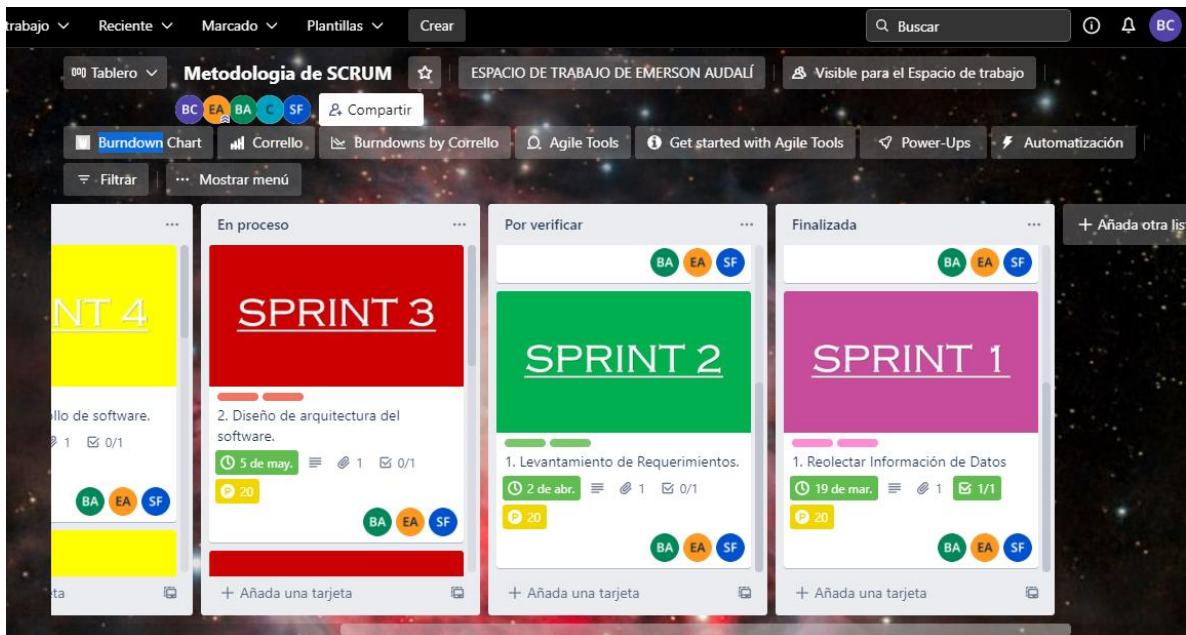 trabajo Reciente Marcado Plantillas Crear Buscar BC
Tablero Metodologia de SCRUM ESPACIO DE TRABAJO DE EMERSON AUDALÍ Visible para el Espacio de trabajo
BC EA BA C SF Compartir
Burndown Chart Corrello Burndowns by Corrello Agile Tools Get started with Agile Tools Power-Ups Automatización
Filtrar Mostrar menú
NT 4
llo de software.
1 0/1
BA EA SF
ta
En proceso
SPRINT 3
2. Diseño de arquitectura del
software.
5 de may. 1 0/1
P 20
BA EA SF
+ Añada una tarjeta
Por verificar
BA EA SF
SPRINT 2
1. Levantamiento de Requerimientos.
2 de abr. 1 0/1
P 20
BA EA SF
+ Añada una tarjeta
Finalizada
BA EA SF
SPRINT 1
1. Reolectar Información de Datos
19 de mar. 1 1/1
P 20
BA EA SF
+ Añada una tarjeta
+ Añada otra lis